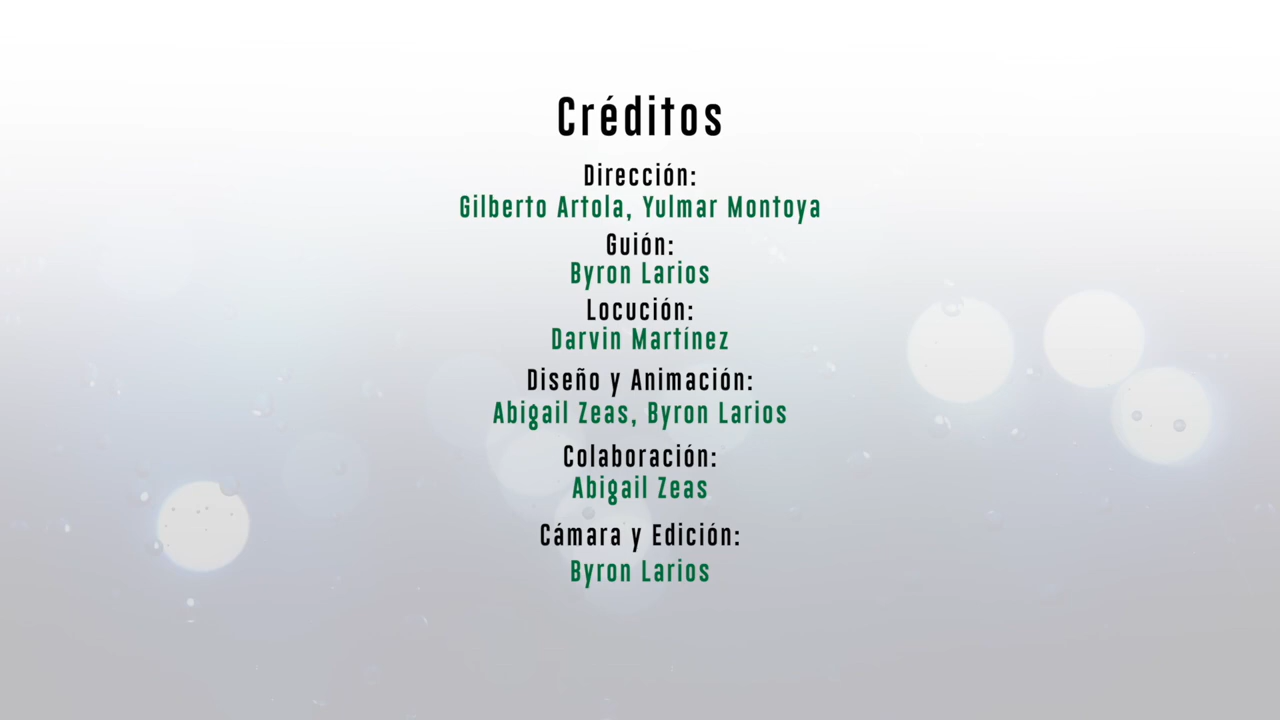 Créditos
Dirección:
Gilberto Artola, Yulmar Montoya
Guión:
Byron Larios
Locución:
Darvin Martínez
Diseño y Animación:
Abigail Zeas, Byron Larios
Colaboración:
Abigail Zeas
Cámara y Edición:
Byron Larios